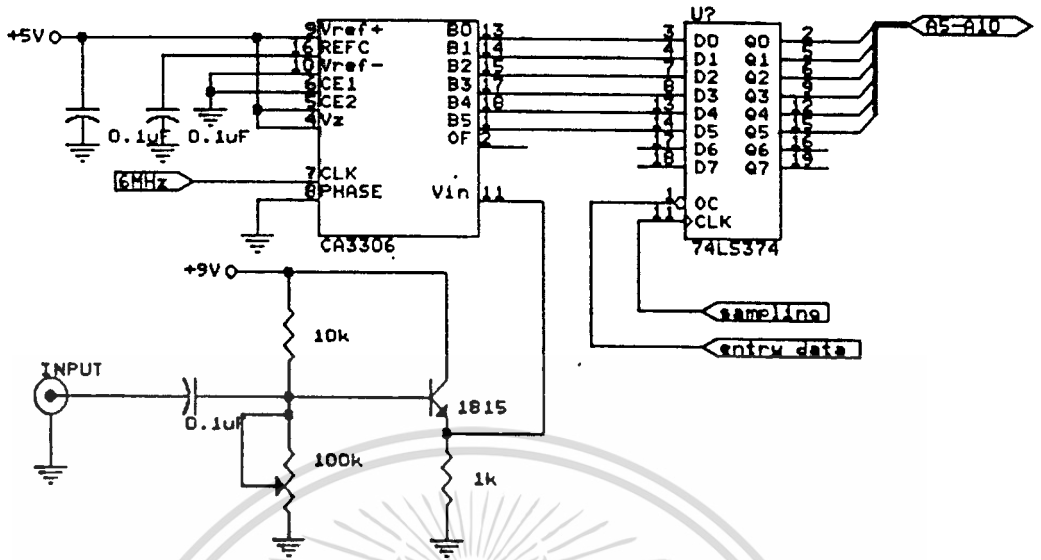 U?
+5V
9 Vref+
16 REFC
10 Vref-
6 CE1
5 CE2
4 Vz
7 CLK
8 PHASE
B0 13
B1 14
B2 15
B3 17
B4 18
B5 1
OF 2
Vin 11
CA3306
0.1uF
0.1uF
6MHz
3 D0
4 D1
7 D2
8 D3
13 D4
14 D5
17 D6
18 D7
1 OC
11 CLK
Q0 2
Q1 5
Q2 6
Q3 9
Q4 12
Q5 15
Q6 16
Q7 19
74LS374
A5-A10
sampling
entry data
+9V
10k
INPUT
0.1uF
1815
100k
1k